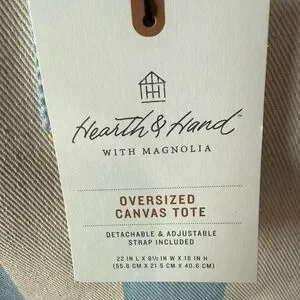 Hearth & Hand™
WITH MAGNOLIA
OVERSIZED
CANVAS TOTE
DETACHABLE & ADJUSTABLE
STRAP INCLUDED
22 IN L X 8½ IN W X 16 IN H
(55.8 CM X 21.5 CM X 40.6 CM)